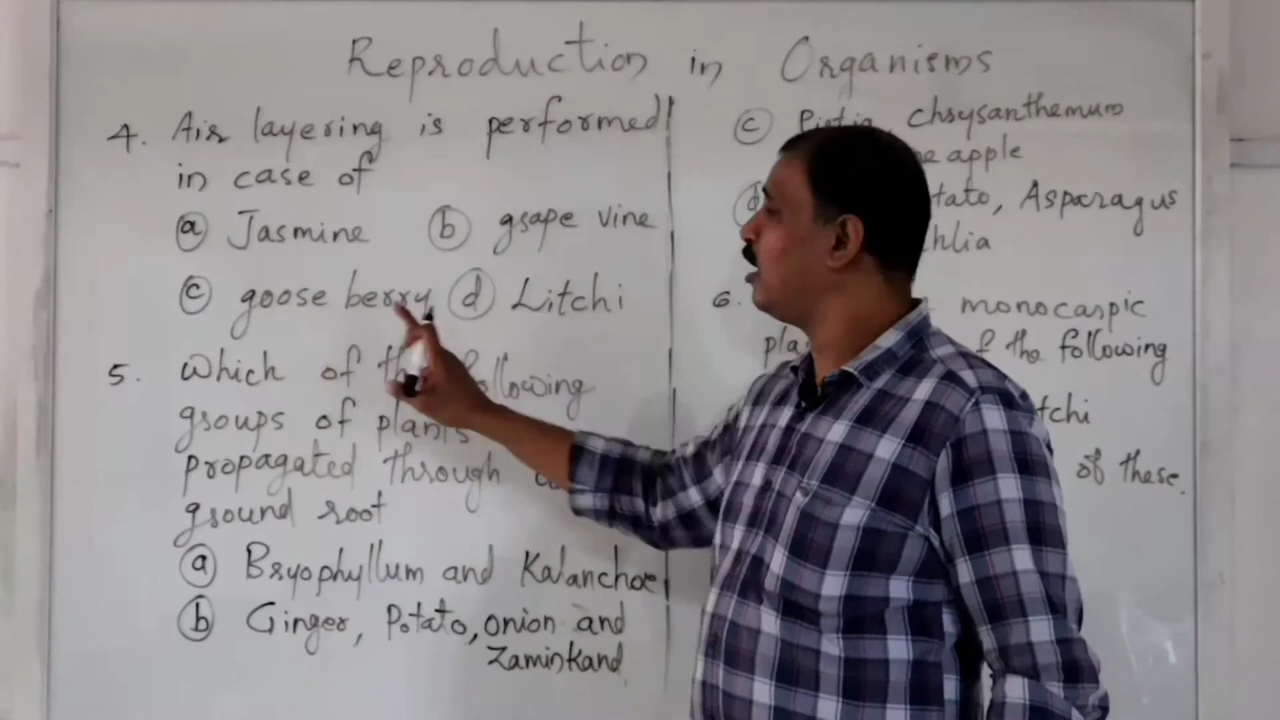 Reproduction in Organisms
4. Air layering is performed
in case of
(a) Jasmine (b) grape vine
(c) goose berry (d) Litchi
5. Which of the following
groups of plants
propagated through
ground root
(a) Bryophyllum and Kalanchoe
(b) Ginger, Potato, onion and
Zaminkand
(c) Pistia, Chrysanthemum
apple
(d) tato, Asparagus
hlia
6. monocarpic
pla f the following
tchi
of these.